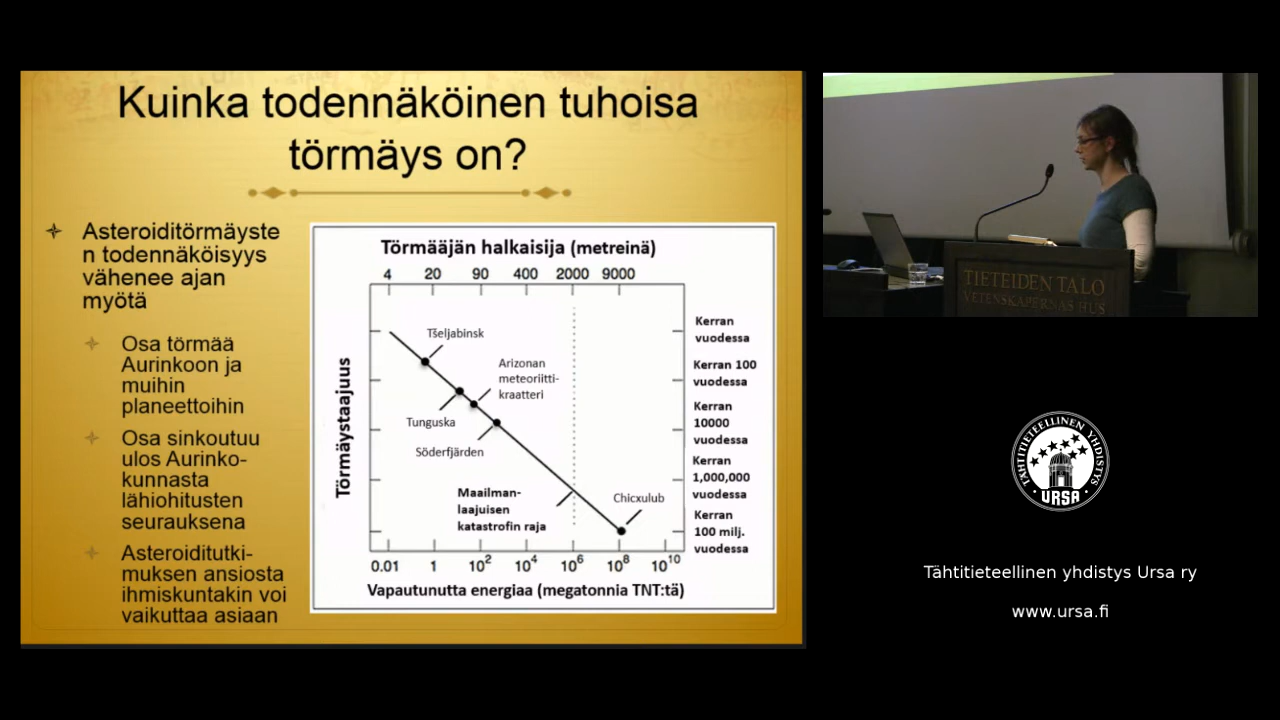 Kuinka todennäköinen tuhoisa
törmäys on?
Asteroiditörmäyste
n todennäköisyys
vähenee ajan
myötä
Osa törmää
Aurinkoon ja
muihin
planeettoihin
Osa sinkoutuu
ulos Aurinko-
kunnasta
lähiohitusten
seurauksena
Asteroiditutki-
muksen ansiosta
ihmiskuntakin voi
vaikuttaa asiaan
Törmääjän halkaisija (metreinä)
4 20 90 400 2000 9000
Törmäystaajuus
Tšeljabinsk
Arizonan
meteoriitti-
kraatteri
Tunguska
Söderfjärden
Maailman-
laajuisen
katastrofin raja
Chicxulub
Kerran
vuodessa
Kerran 100
vuodessa
Kerran
10000
vuodessa
Kerran
1,000,000
vuodessa
Kerran
100 milj.
vuodessa
0.01 1 10² 10⁴ 10⁶ 10⁸ 10¹⁰
Vapautunutta energiaa (megatonnia TNT:tä)
TIETEIDEN TALO
VETENSKAPERNAS HUS
TÄHTITIETEELLINEN YHDISTYS
URSA
Tähtitieteellinen yhdistys Ursa ry
www.ursa.fi